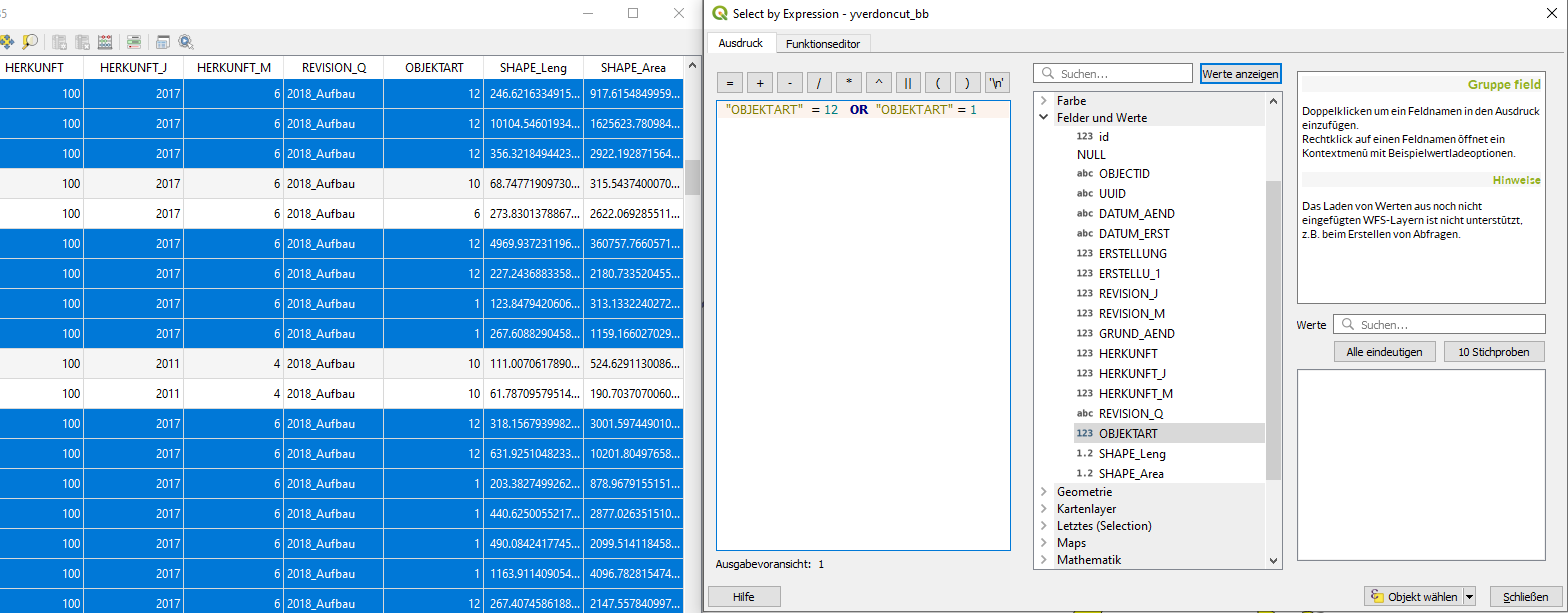 35
HERKUNFT HERKUNFT_J HERKUNFT_M REVISION_Q OBJEKTART SHAPE_Leng SHAPE_Area
100 2017 6 2018_Aufbau 12 246.6216334915... 917.6154849959...
100 2017 6 2018_Aufbau 12 10104.54601934... 1625623.780984...
100 2017 6 2018_Aufbau 12 356.3218494423... 2922.192871564...
100 2017 6 2018_Aufbau 10 68.74771909730... 315.5437400070...
100 2017 6 2018_Aufbau 6 273.8301378867... 2622.069285511...
100 2017 6 2018_Aufbau 12 4969.937231196... 360757.7660571...
100 2017 6 2018_Aufbau 12 227.2436883358... 2180.733520455...
100 2017 6 2018_Aufbau 1 123.8479420606... 313.1332240272...
100 2017 6 2018_Aufbau 1 267.6088290458... 1159.166027029...
100 2011 4 2018_Aufbau 10 111.0070617890... 524.6291130086...
100 2011 4 2018_Aufbau 10 61.78709579514... 190.7037070060...
100 2017 6 2018_Aufbau 12 318.1567939982... 3001.597449010...
100 2017 6 2018_Aufbau 12 631.9251048233... 10201.80497658...
100 2017 6 2018_Aufbau 1 203.3827499262... 878.9679155151...
100 2017 6 2018_Aufbau 1 440.6250055217... 2877.026351510...
100 2017 6 2018_Aufbau 1 490.0842417745... 2099.514118458...
100 2017 6 2018_Aufbau 1 1163.911409054... 4096.782815474...
100 2017 6 2018_Aufbau 12 267.4074586188... 2147.557840997...
Select by Expression - yverdoncut_bb
Ausdruck Funktionseditor
= + - / * ^ || ( ) '\n'
"OBJEKTART" = 12 OR "OBJEKTART" = 1
Ausgabevoransicht: 1
Hilfe
Suchen... Werte anzeigen
Farbe
Felder und Werte
123 id
NULL
abc OBJECTID
abc UUID
abc DATUM_AEND
abc DATUM_ERST
123 ERSTELLUNG
123 ERSTELLU_1
123 REVISION_J
123 REVISION_M
123 GRUND_AEND
123 HERKUNFT
123 HERKUNFT_J
123 HERKUNFT_M
abc REVISION_Q
123 OBJEKTART
1.2 SHAPE_Leng
1.2 SHAPE_Area
Geometrie
Kartenlayer
Letztes (Selection)
Maps
Mathematik
Gruppe field
Doppelklicken um ein Feldnamen in den Ausdruck
einzufügen.
Rechtklick auf einen Feldnamen öffnet ein
Kontextmenü mit Beispielwertladeoptionen.
Hinweise
Das Laden von Werten aus noch nicht
eingefügten WFS-Layern ist nicht unterstützt,
z.B. beim Erstellen von Abfragen.
Werte Suchen...
Alle eindeutigen 10 Stichproben
Objekt wählen Schließen